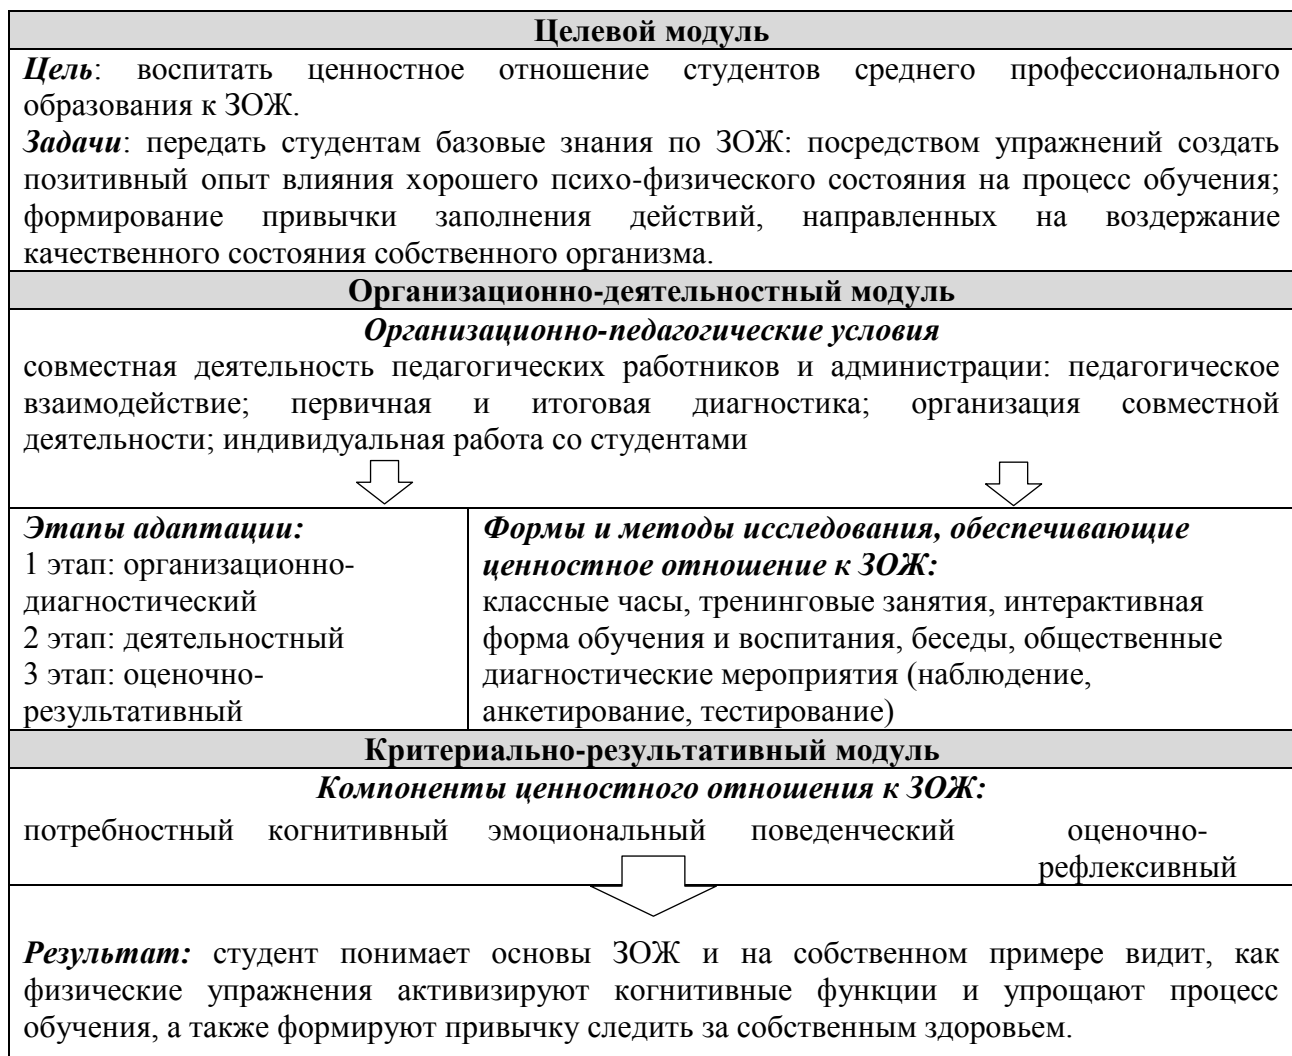 Целевой модуль
Цель: воспитать ценностное отношение студентов среднего профессионального
образования к ЗОЖ.
Задачи: передать студентам базовые знания по ЗОЖ: посредством упражнений создать
позитивный опыт влияния хорошего психо-физического состояния на процесс обучения;
формирование привычки заполнения действий, направленных на воздержание
качественного состояния собственного организма.
Организационно-деятельностный модуль
Организационно-педагогические условия
совместная деятельность педагогических работников и администрации: педагогическое
взаимодействие; первичная и итоговая диагностика; организация совместной
деятельности; индивидуальная работа со студентами
Этапы адаптации:
1 этап: организационно-
диагностический
2 этап: деятельностный
3 этап: оценочно-
результативный
Формы и методы исследования, обеспечивающие
ценностное отношение к ЗОЖ:
классные часы, тренинговые занятия, интерактивная
форма обучения и воспитания, беседы, общественные
диагностические мероприятия (наблюдение,
анкетирование, тестирование)
Критериально-результативный модуль
Компоненты ценностного отношения к ЗОЖ:
потребностный когнитивный эмоциональный поведенческий оценочно-
рефлексивный
Результат: студент понимает основы ЗОЖ и на собственном примере видит, как
физические упражнения активизируют когнитивные функции и упрощают процесс
обучения, а также формируют привычку следить за собственным здоровьем.